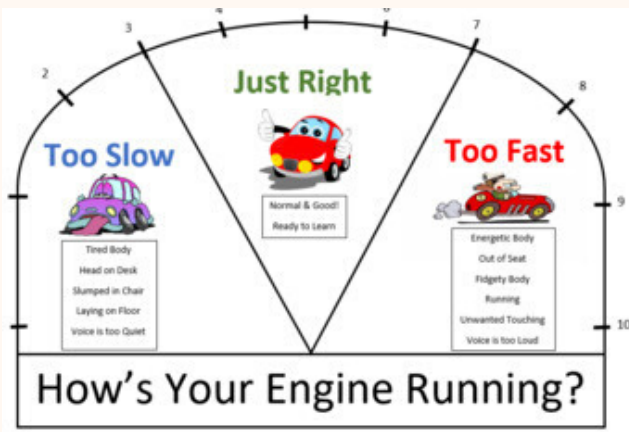 3
4
6
7
2
8
Just Right
Too Slow
Too Fast
Normal & Good!
Ready to Learn
9
Tired Body
Head on Desk
Slumped in Chair
Laying on Floor
Voice is too Quiet
Energetic Body
Out of Seat
Fidgety Body
Running
Unwanted Touching
Voice is too Loud
10
How's Your Engine Running?